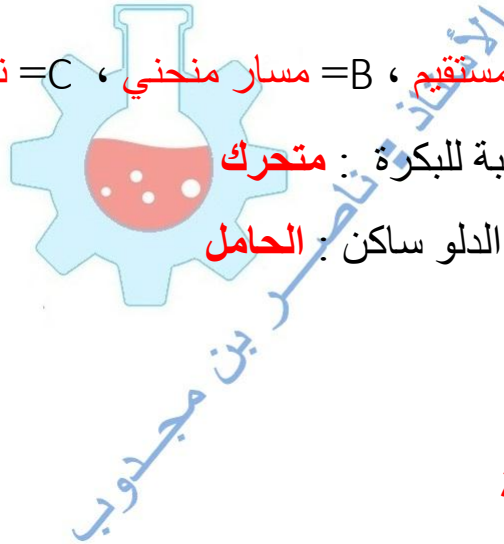 مستقيم ، B= مسار منحني ، C=
بة للبكرة : متحرك
الدلو ساكن : الحامل
الأستاذ : ناصر بن مجدوب